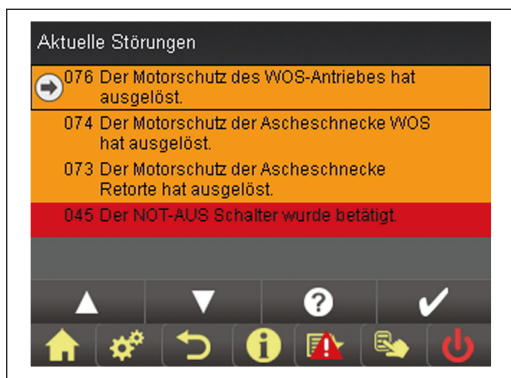 Aktuelle Störungen
076 Der Motorschutz des WOS-Antriebes hat
ausgelöst.
074 Der Motorschutz der Ascheschnecke WOS
hat ausgelöst.
073 Der Motorschutz der Ascheschnecke
Retorte hat ausgelöst.
045 Der NOT-AUS Schalter wurde betätigt.